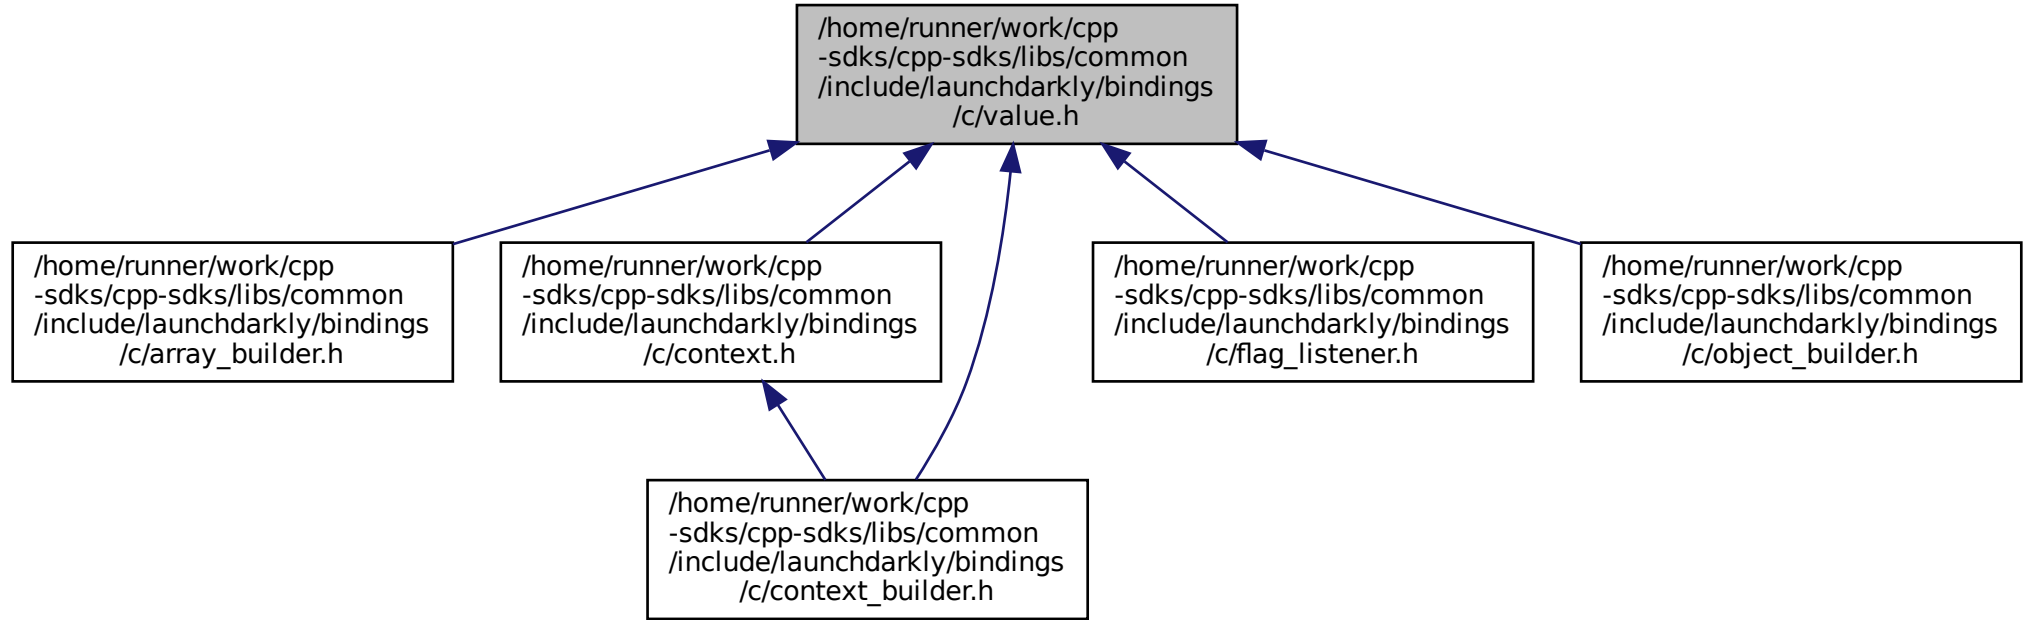 /home/runner/work/cpp
-sdks/cpp-sdks/libs/common
/include/launchdarkly/bindings
/c/value.h
/home/runner/work/cpp
-sdks/cpp-sdks/libs/common
/include/launchdarkly/bindings
/c/array_builder.h
/home/runner/work/cpp
-sdks/cpp-sdks/libs/common
/include/launchdarkly/bindings
/c/context.h
/home/runner/work/cpp
-sdks/cpp-sdks/libs/common
/include/launchdarkly/bindings
/c/flag_listener.h
/home/runner/work/cpp
-sdks/cpp-sdks/libs/common
/include/launchdarkly/bindings
/c/object_builder.h
/home/runner/work/cpp
-sdks/cpp-sdks/libs/common
/include/launchdarkly/bindings
/c/context_builder.h